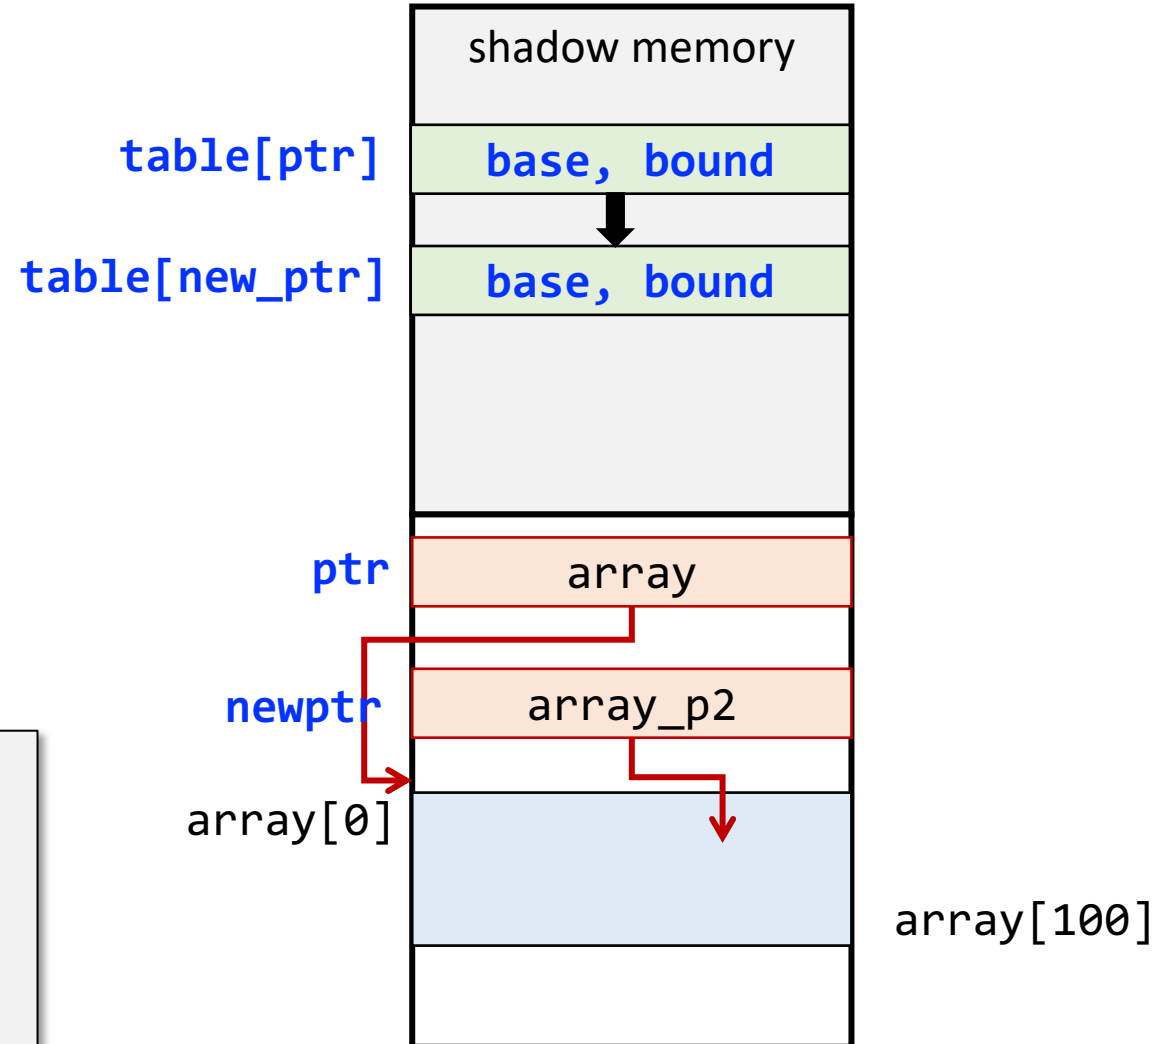 shadow memory
table[ptr]
base, bound
table[new_ptr]
base, bound
ptr
array
newptr
array_p2
array[0]
array[100]